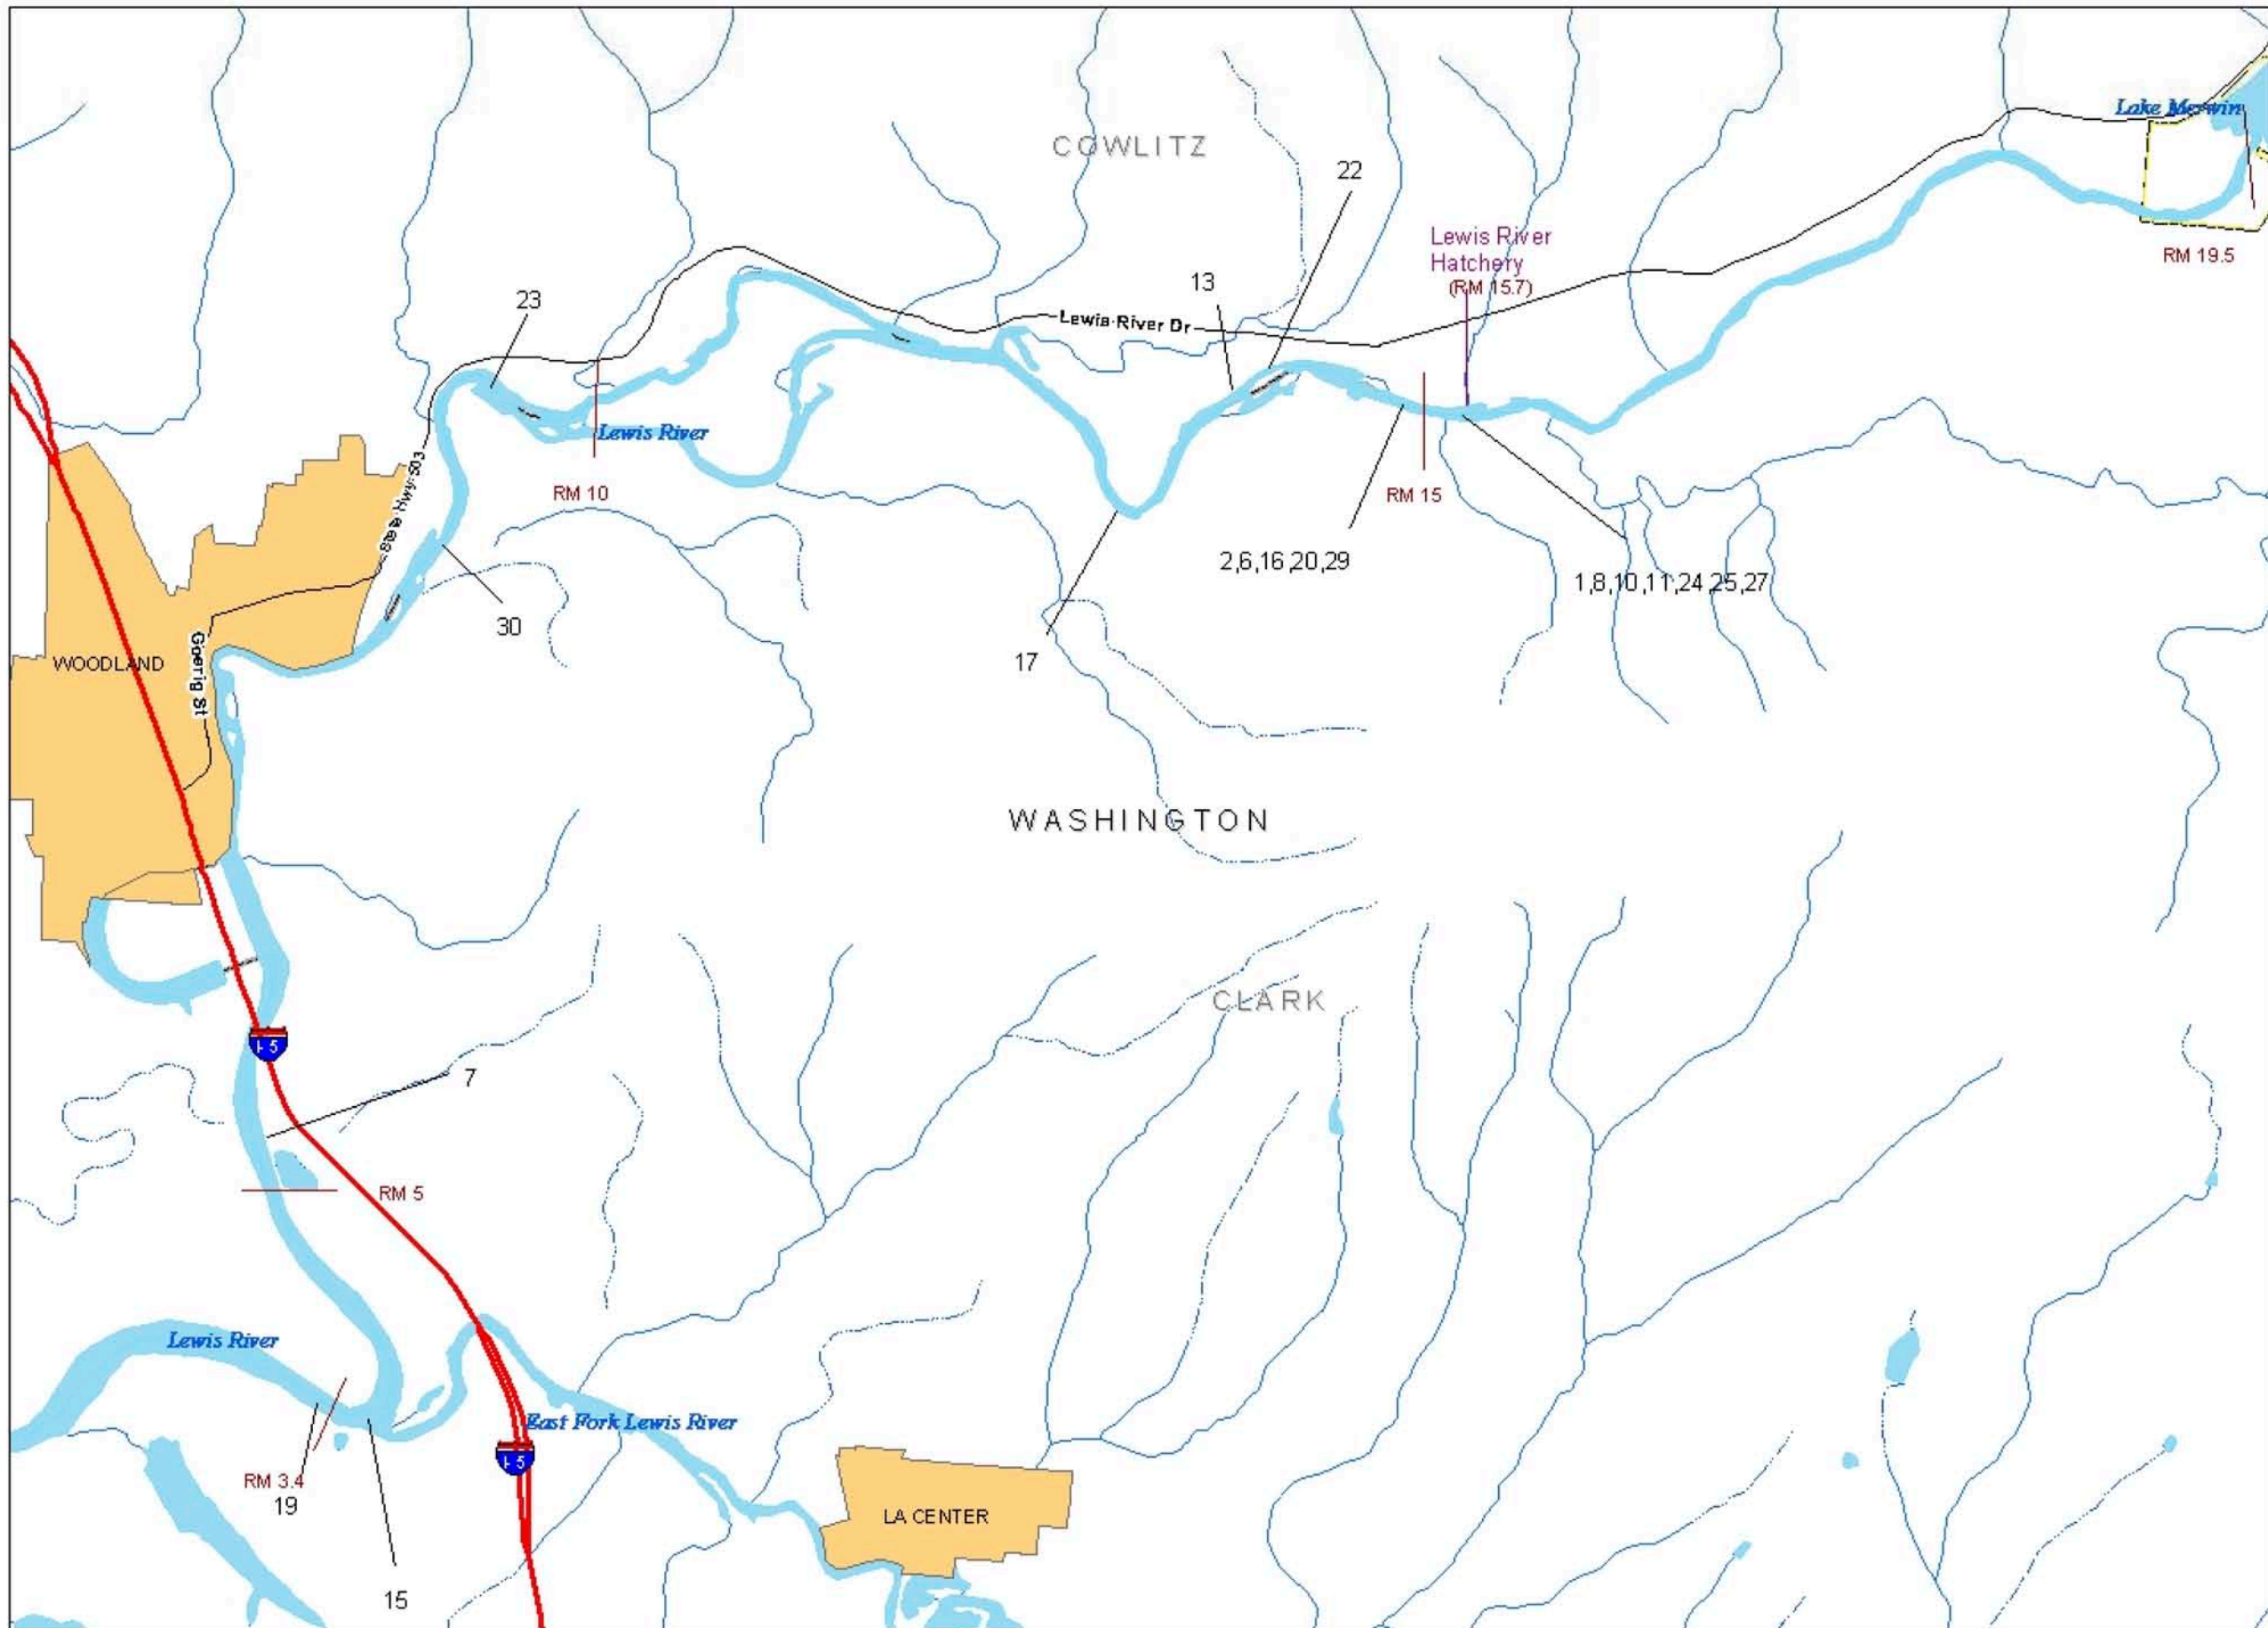 Lake Merwin
COWLITZ
22
Lewis River
Hatchery
(RM 15.7)
RM 19.5
13
23
Lewis River Dr
Lewis River
State Hwy 503
RM 10
RM 15
2,6,16,20,29
1,8,10,11,24,25,27
30
17
WOODLAND
Goerig St
WASHINGTON
CLARK
I-5
7
RM 5
Lewis River
East Fork Lewis River
I-5
RM 3.4
19
LA CENTER
15